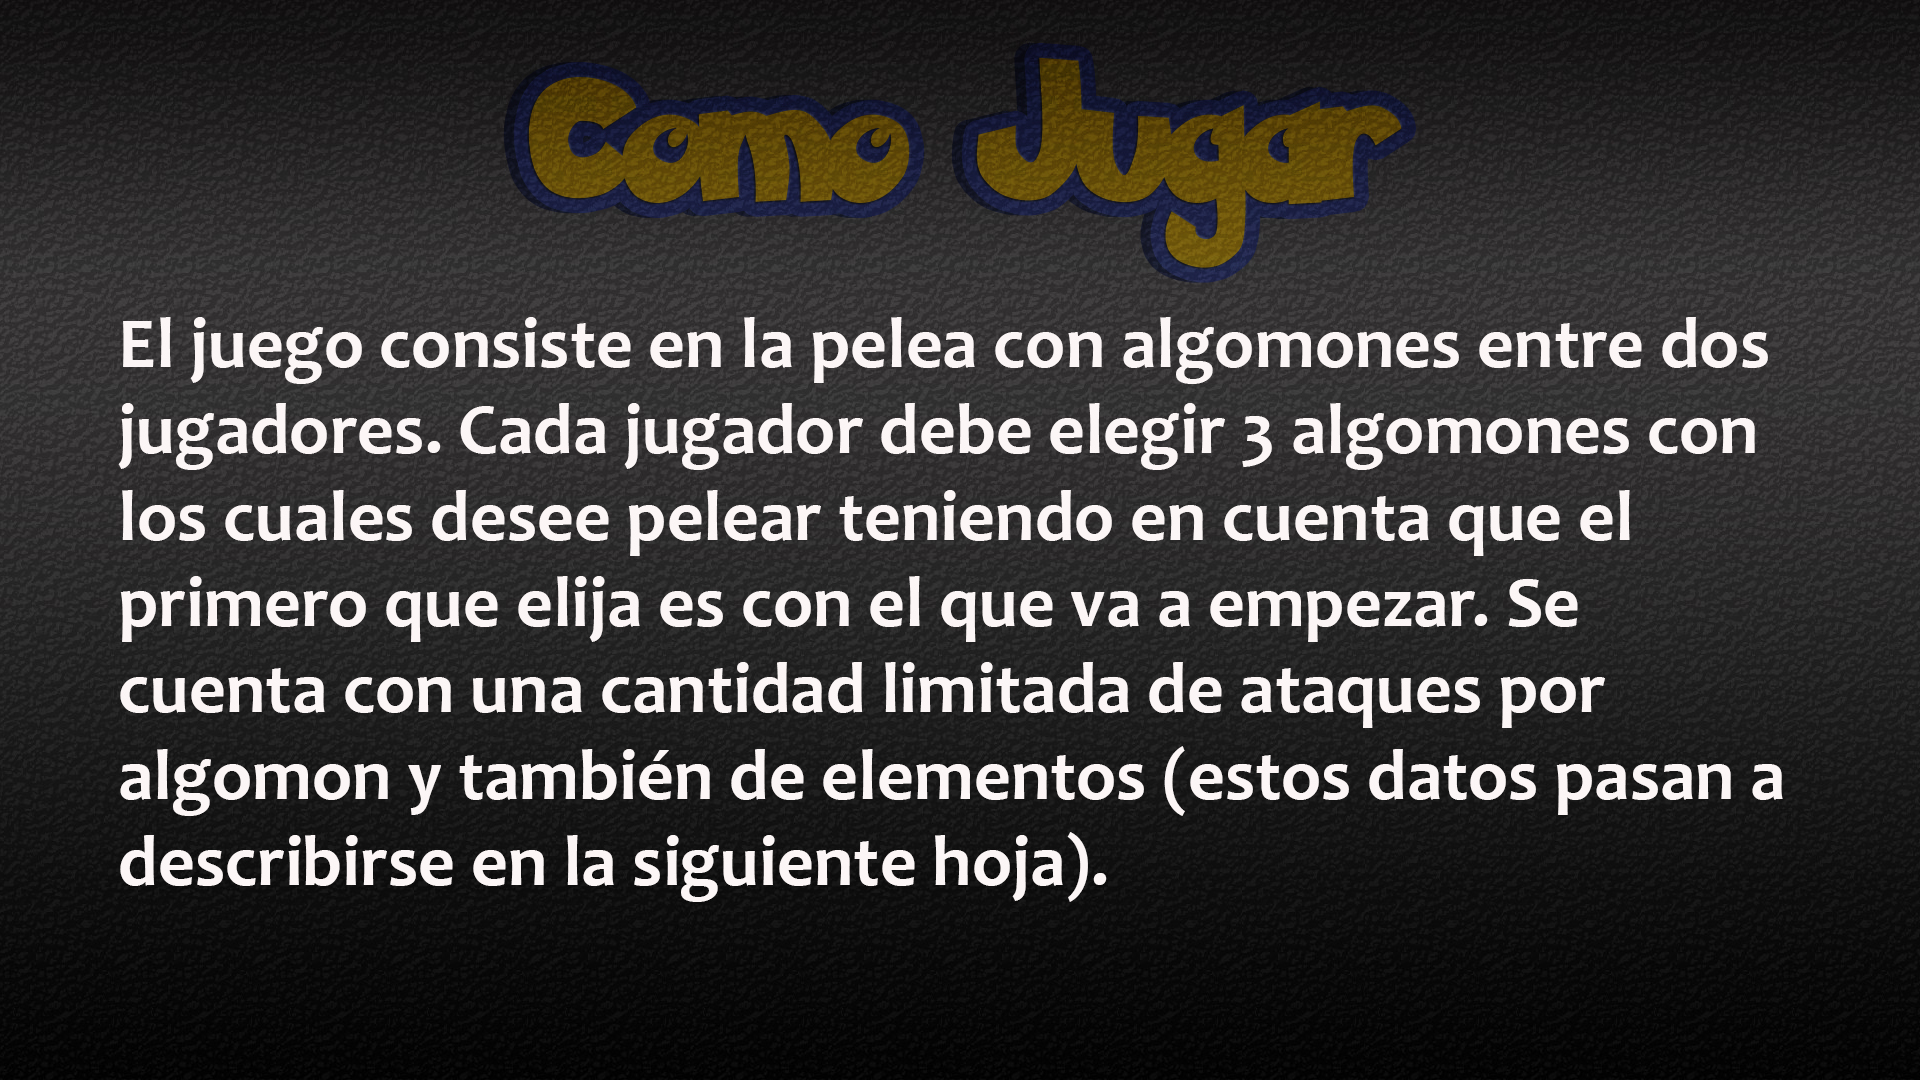 Como Jugar
El juego consiste en la pelea con algomones entre dos
jugadores. Cada jugador debe elegir 3 algomones con
los cuales desee pelear teniendo en cuenta que el
primero que elija es con el que va a empezar. Se
cuenta con una cantidad limitada de ataques por
algomon y también de elementos (estos datos pasan a
describirse en la siguiente hoja).